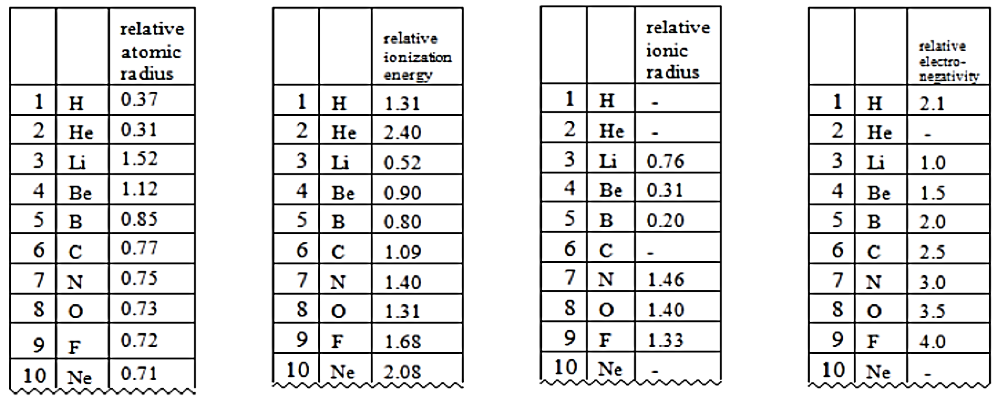 relative
atomic
radius
1 H 0.37
2 He 0.31
3 Li 1.52
4 Be 1.12
5 B 0.85
6 C 0.77
7 N 0.75
8 O 0.73
9 F 0.72
10 Ne 0.71
relative
ionization
energy
1 H 1.31
2 He 2.40
3 Li 0.52
4 Be 0.90
5 B 0.80
6 C 1.09
7 N 1.40
8 O 1.31
9 F 1.68
10 Ne 2.08
relative
ionic
radius
1 H -
2 He -
3 Li 0.76
4 Be 0.31
5 B 0.20
6 C -
7 N 1.46
8 O 1.40
9 F 1.33
10 Ne -
relative
electro-
negativity
1 H 2.1
2 He -
3 Li 1.0
4 Be 1.5
5 B 2.0
6 C 2.5
7 N 3.0
8 O 3.5
9 F 4.0
10 Ne -